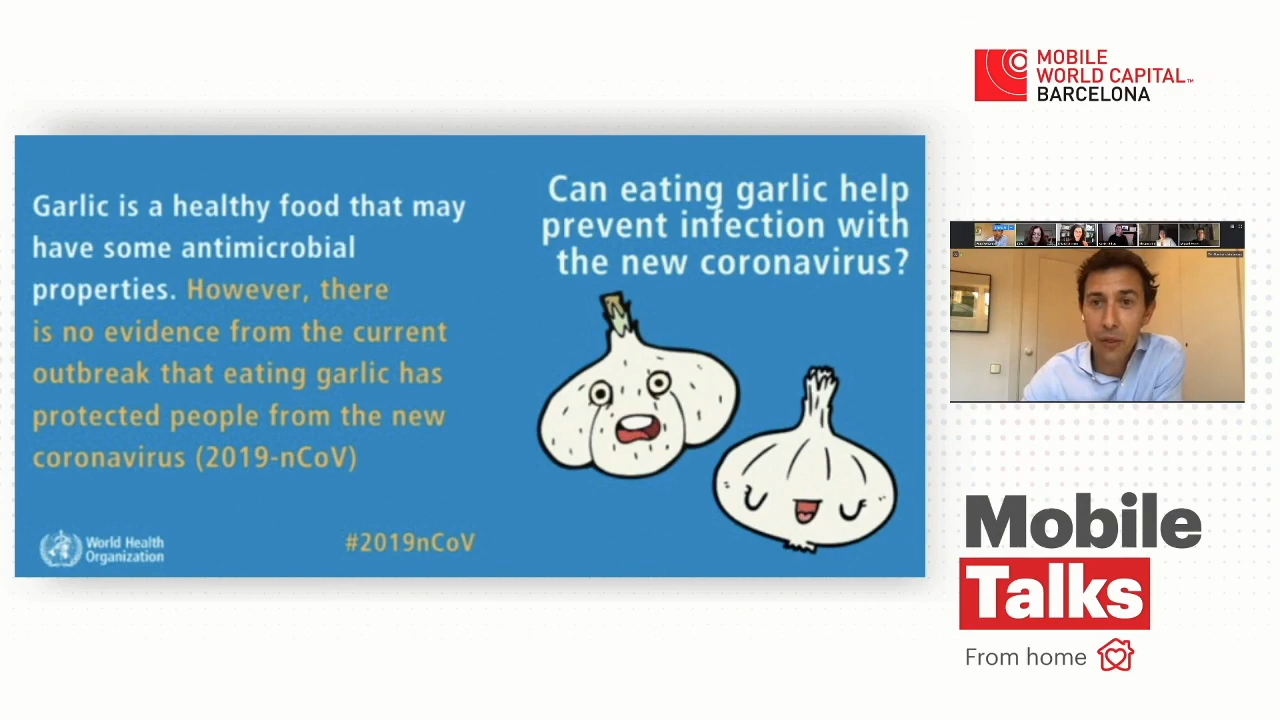 MOBILE
WORLD CAPITAL™
BARCELONA
Garlic is a healthy food that may
have some antimicrobial
properties. However, there
is no evidence from the current
outbreak that eating garlic has
protected people from the new
coronavirus (2019-nCoV)
World Health
Organization
#2019nCoV
Can eating garlic help
prevent infection with
the new coronavirus?
Mobile
Talks
From home